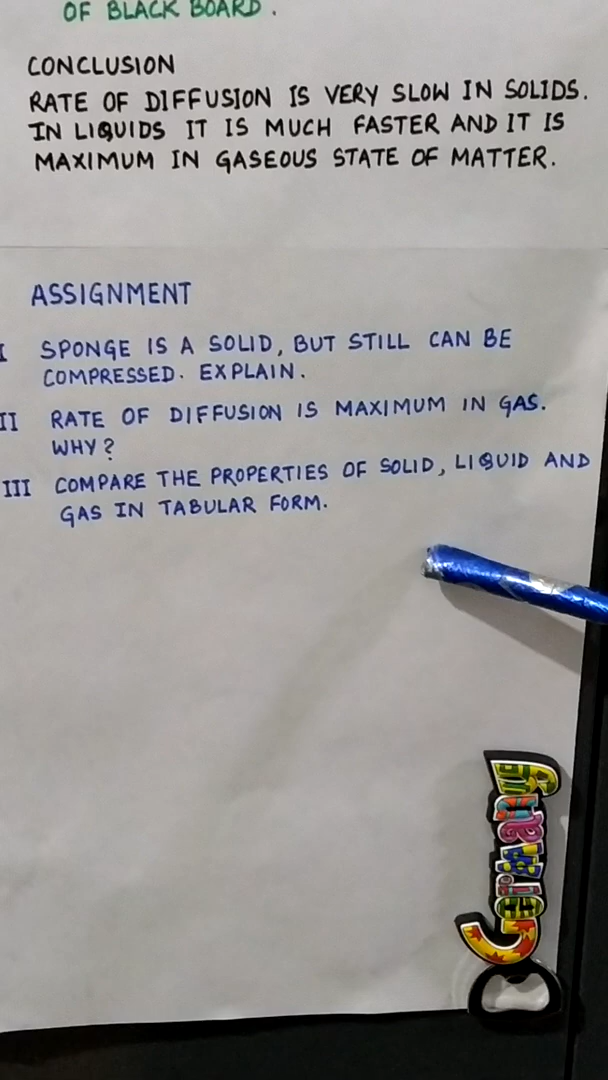 OF BLACK BOARD.
CONCLUSION
RATE OF DIFFUSION IS VERY SLOW IN SOLIDS.
IN LIQUIDS IT IS MUCH FASTER AND IT IS
MAXIMUM IN GASEOUS STATE OF MATTER.
ASSIGNMENT
I SPONGE IS A SOLID, BUT STILL CAN BE
COMPRESSED. EXPLAIN.
II RATE OF DIFFUSION IS MAXIMUM IN GAS.
WHY?
III COMPARE THE PROPERTIES OF SOLID, LIQUID AND
GAS IN TABULAR FORM.